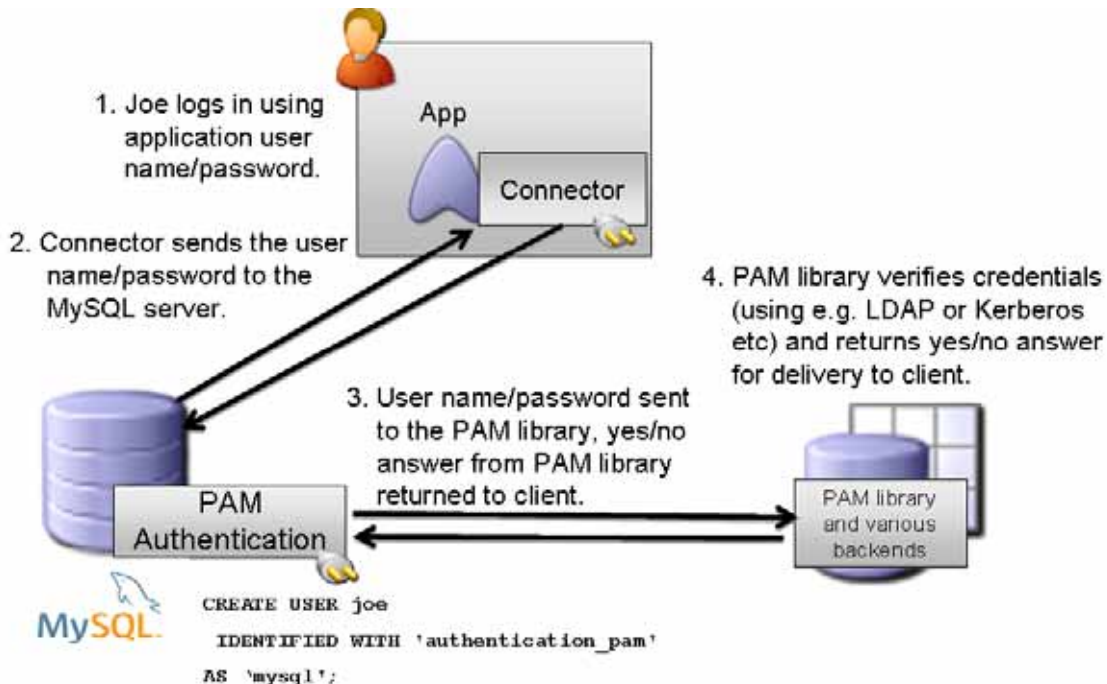 1. Joe logs in using
application user
name/password.
App
Connector
2. Connector sends the user
name/password to the
MySQL server.
4. PAM library verifies credentials
(using e.g. LDAP or Kerberos
etc) and returns yes/no answer
for delivery to client.
3. User name/password sent
to the PAM library, yes/no
answer from PAM library
returned to client.
PAM
Authentication
PAM library
and various
backends
MySQL
CREATE USER joe
IDENTIFIED WITH 'authentication_pam'
AS 'mysql';